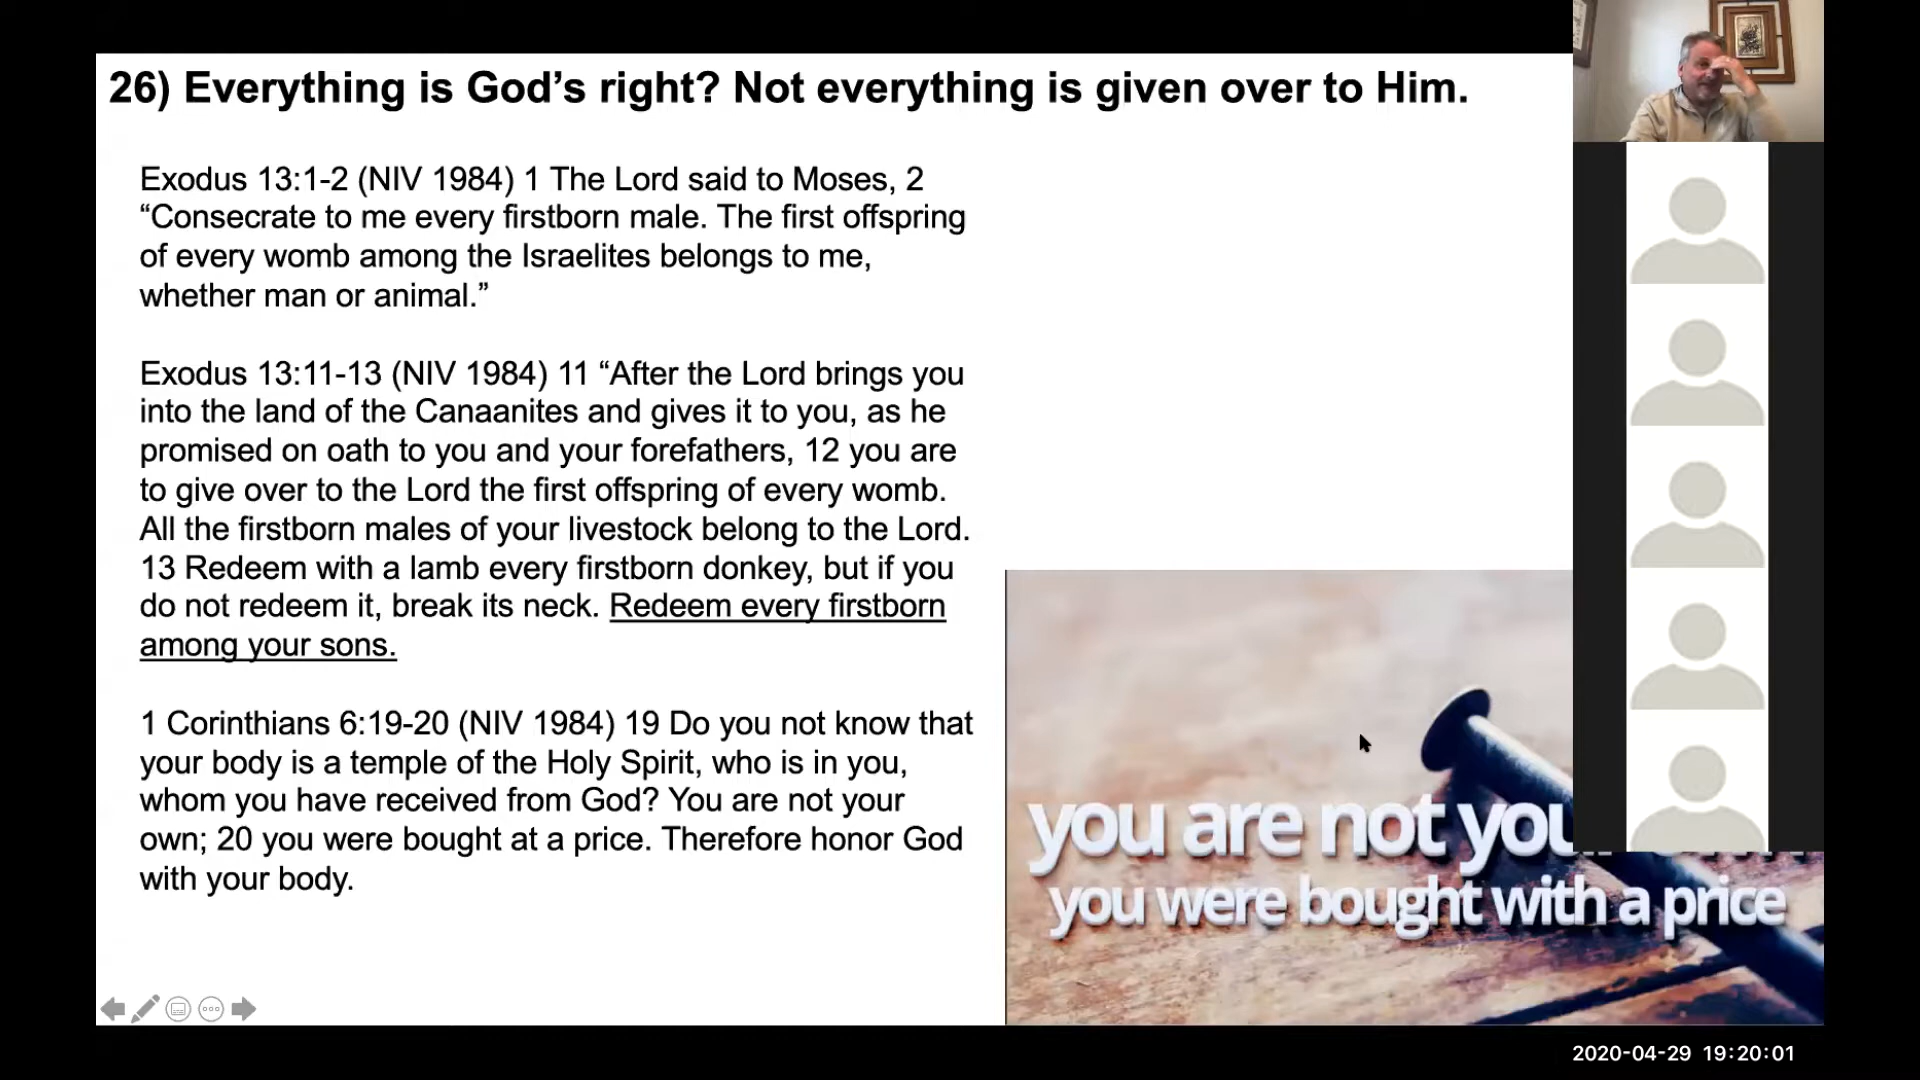 26) Everything is God’s right? Not everything is given over to Him.
Exodus 13:1-2 (NIV 1984) 1 The Lord said to Moses, 2
“Consecrate to me every firstborn male. The first offspring
of every womb among the Israelites belongs to me,
whether man or animal.”
Exodus 13:11-13 (NIV 1984) 11 “After the Lord brings you
into the land of the Canaanites and gives it to you, as he
promised on oath to you and your forefathers, 12 you are
to give over to the Lord the first offspring of every womb.
All the firstborn males of your livestock belong to the Lord.
13 Redeem with a lamb every firstborn donkey, but if you
do not redeem it, break its neck. Redeem every firstborn
among your sons.
1 Corinthians 6:19-20 (NIV 1984) 19 Do you not know that
your body is a temple of the Holy Spirit, who is in you,
whom you have received from God? You are not your
own; 20 you were bought at a price. Therefore honor God
with your body.
you are not your
you were bought with a price
2020-04-29 19:20:01